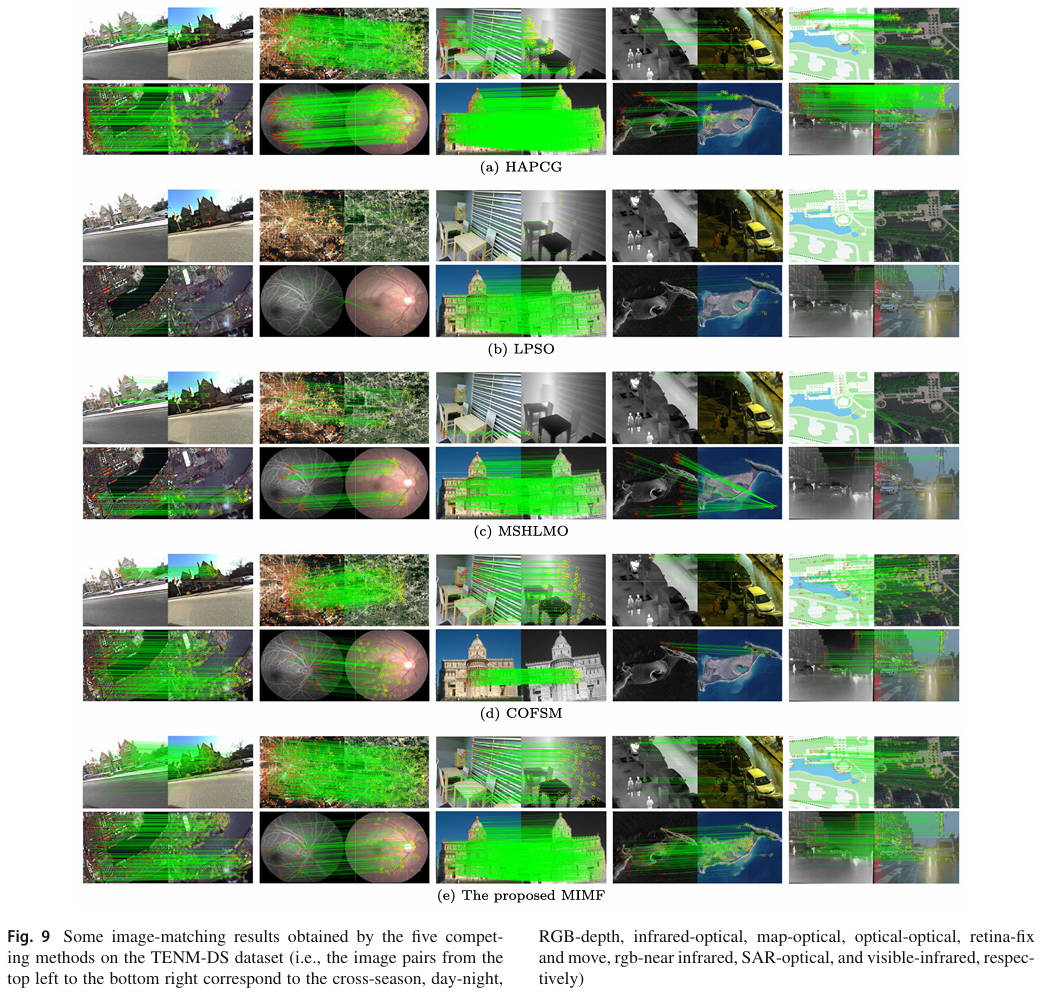 (a) HAPCG
(b) LPSO
(c) MSHLMO
(d) COFSM
(e) The proposed MIMF
Fig. 9 Some image-matching results obtained by the five compet-
ing methods on the TENM-DS dataset (i.e., the image pairs from the
top left to the bottom right correspond to the cross-season, day-night,
RGB-depth, infrared-optical, map-optical, optical-optical, retina-fix
and move, rgb-near infrared, SAR-optical, and visible-infrared, respec-
tively)